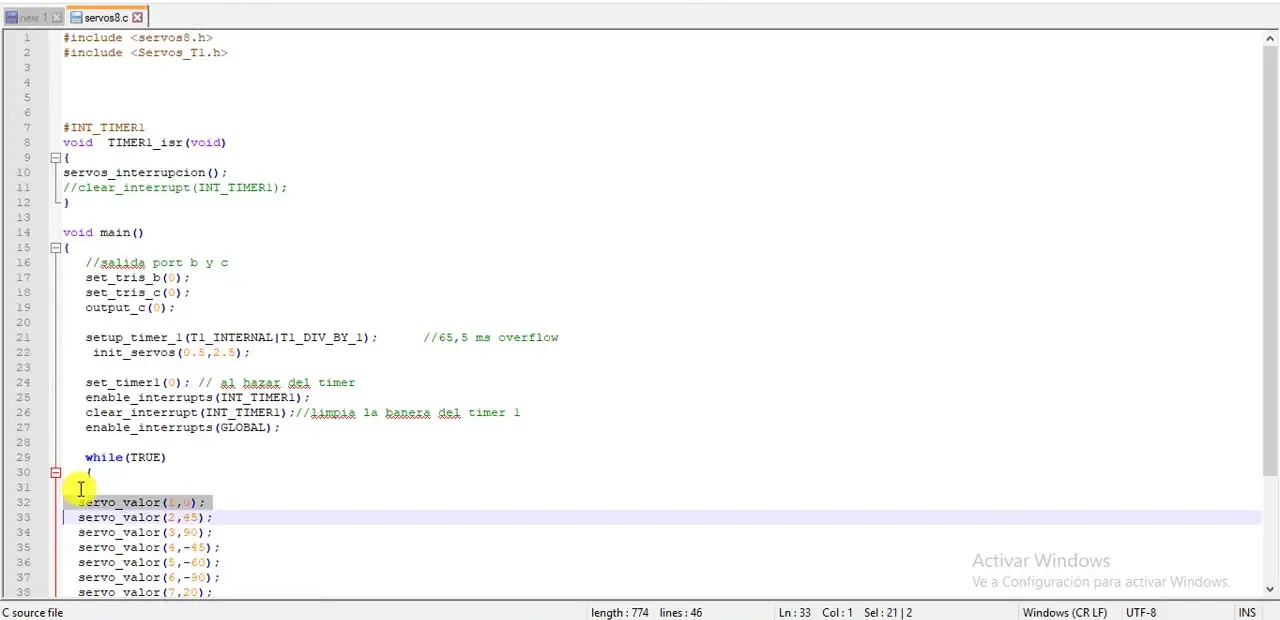 new 1
servos8.c
1 #include <servos8.h>
2 #include <Servos_T1.h>
3
4
5
6
7 #INT_TIMER1
8 void TIMER1_isr(void)
9 {
10 servos_interrupcion();
11 //clear_interrupt(INT_TIMER1);
12 }
13
14 void main()
15 {
16 //salida port b y c
17 set_tris_b(0);
18 set_tris_c(0);
19 output_c(0);
20
21 setup_timer_1(T1_INTERNAL|T1_DIV_BY_1); //65,5 ms overflow
22 init_servos(0.5,2.5);
23
24 set_timer1(0); // al hazar del timer
25 enable_interrupts(INT_TIMER1);
26 clear_interrupt(INT_TIMER1);//limpia la banera del timer 1
27 enable_interrupts(GLOBAL);
28
29 while(TRUE)
30 {
31
32 servo_valor(1,0);
33 servo_valor(2,45);
34 servo_valor(3,90);
35 servo_valor(4,-45);
36 servo_valor(5,-60);
37 servo_valor(6,-90);
38 servo_valor(7,20);
Activar Windows
Ve a Configuración para activar Windows.
C source file length : 774 lines : 46 Ln : 33 Col : 1 Sel : 21 | 2 Windows (CR LF) UTF-8 INS